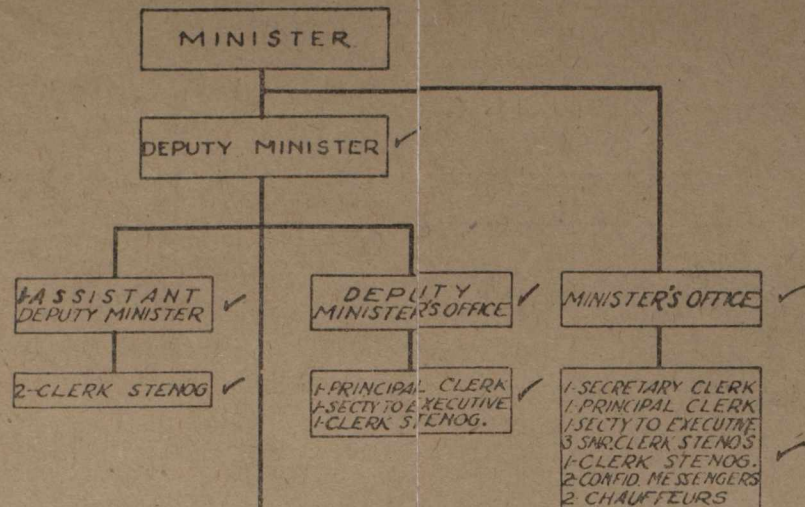 MINISTER
DEPUTY MINISTER
1-ASSISTANT
DEPUTY MINISTER
DEPUTY
MINISTER'S OFFICE
MINISTER'S OFFICE
2-CLERK STENOG
1-PRINCIPAL CLERK
1-SECTY TO EXECUTIVE
1-CLERK STENOG.
1-SECRETARY CLERK
1-PRINCIPAL CLERK
1-SECTY TO EXECUTIVE
3 SNR.CLERK STENO'S
1-CLERK STENOG.
2-CONFID. MESSENGERS
2-CHAUFFEURS